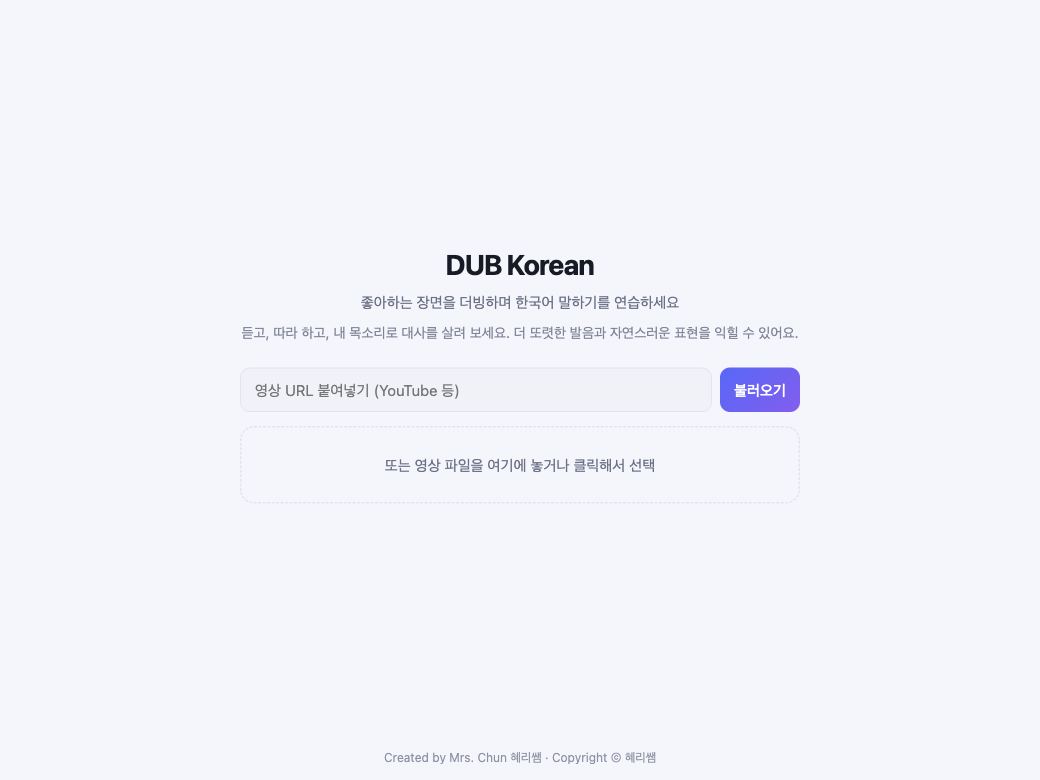 DUB Korean
좋아하는 장면을 더빙하며 한국어 말하기를 연습하세요
듣고, 따라 하고, 내 목소리로 대사를 살려 보세요. 더 또렷한 발음과 자연스러운 표현을 익힐 수 있어요.
영상 URL 붙여넣기 (YouTube 등)
불러오기
또는 영상 파일을 여기에 놓거나 클릭해서 선택
Created by Mrs. Chun 혜리쌤 · Copyright © 혜리쌤